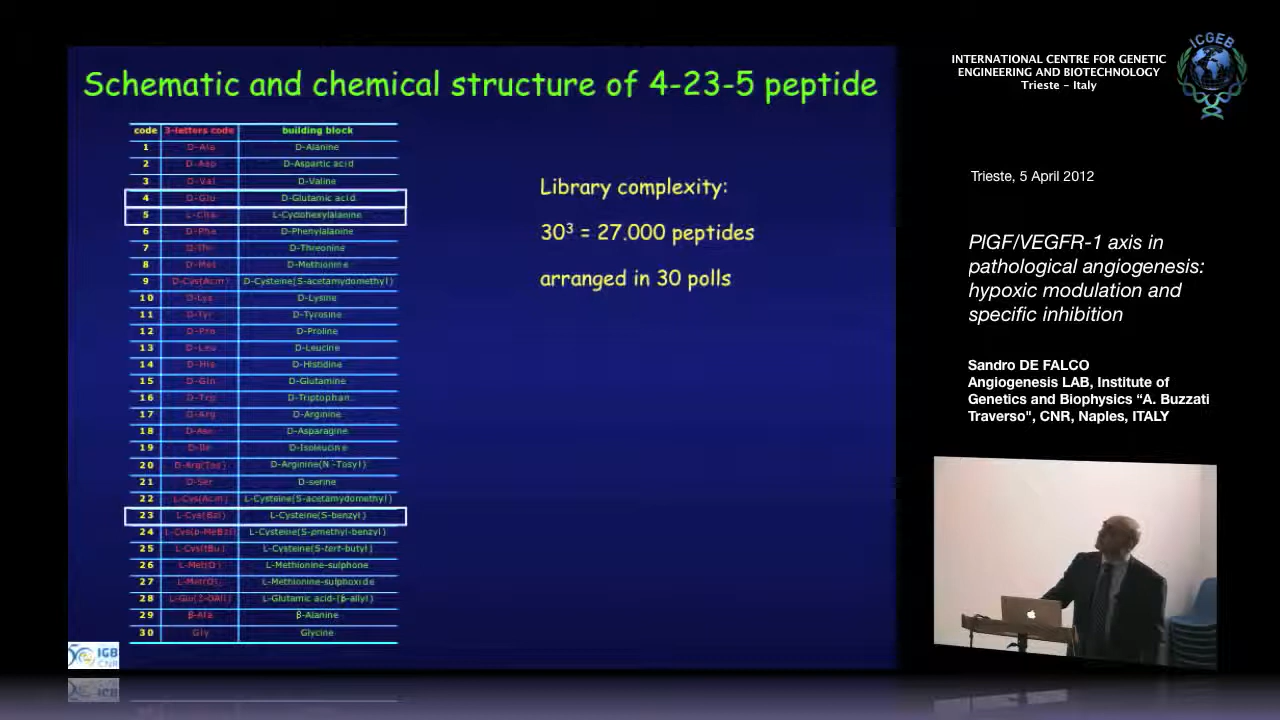 Schematic and chemical structure of 4-23-5 peptide
code 3-letters code building block
1 D-Ala D-Alanine
2 D-Asp D-Aspartic acid
3 D-Val D-Valine
4 D-Glu D-Glutamic acid
5 L-Cha L-Cyclohexylalanine
6 D-Phe D-Phenylalanine
7 D-Thr D-Threonine
8 D-Met D-Methionine
9 D-Cys(Acm) D-Cysteine(S-acetamydomethyl)
10 D-Lys D-Lysine
11 D-Tyr D-Tyrosine
12 D-Pro D-Proline
13 D-Leu D-Leucine
14 D-His D-Histidine
15 D-Gln D-Glutamine
16 D-Trp D-Triptophan
17 D-Arg D-Arginine
18 D-Asn D-Asparagine
19 D-Ile D-Isoleucine
20 D-Arg(Tos) D-Arginine(N -Tosyl)
21 D-Ser D-serine
22 L-Cys(Acm) L-Cysteine(S-acetamydomethyl)
23 L-Cys(Bzl) L-Cysteine(S-benzyl)
24 L-Cys(p-MeBzl) L-Cysteine(S-pmethyl-benzyl)
25 L-Cys(tBu) L-Cysteine(S-tert-butyl)
26 L-Methionine-sulphone
27 L-Methionine-sulphoxide
28 L-Glutamic acid-(β-allyl)
29 β-Ala β-Alanine
30 Gly Glycine
Library complexity:
30³ = 27.000 peptides
arranged in 30 polls
IGB
CNR
INTERNATIONAL CENTRE FOR GENETIC
ENGINEERING AND BIOTECHNOLOGY
Trieste - Italy
ICGEB
Trieste, 5 April 2012
PlGF/VEGFR-1 axis in
pathological angiogenesis:
hypoxic modulation and
specific inhibition
Sandro DE FALCO
Angiogenesis LAB, Institute of
Genetics and Biophysics “A. Buzzati
Traverso", CNR, Naples, ITALY